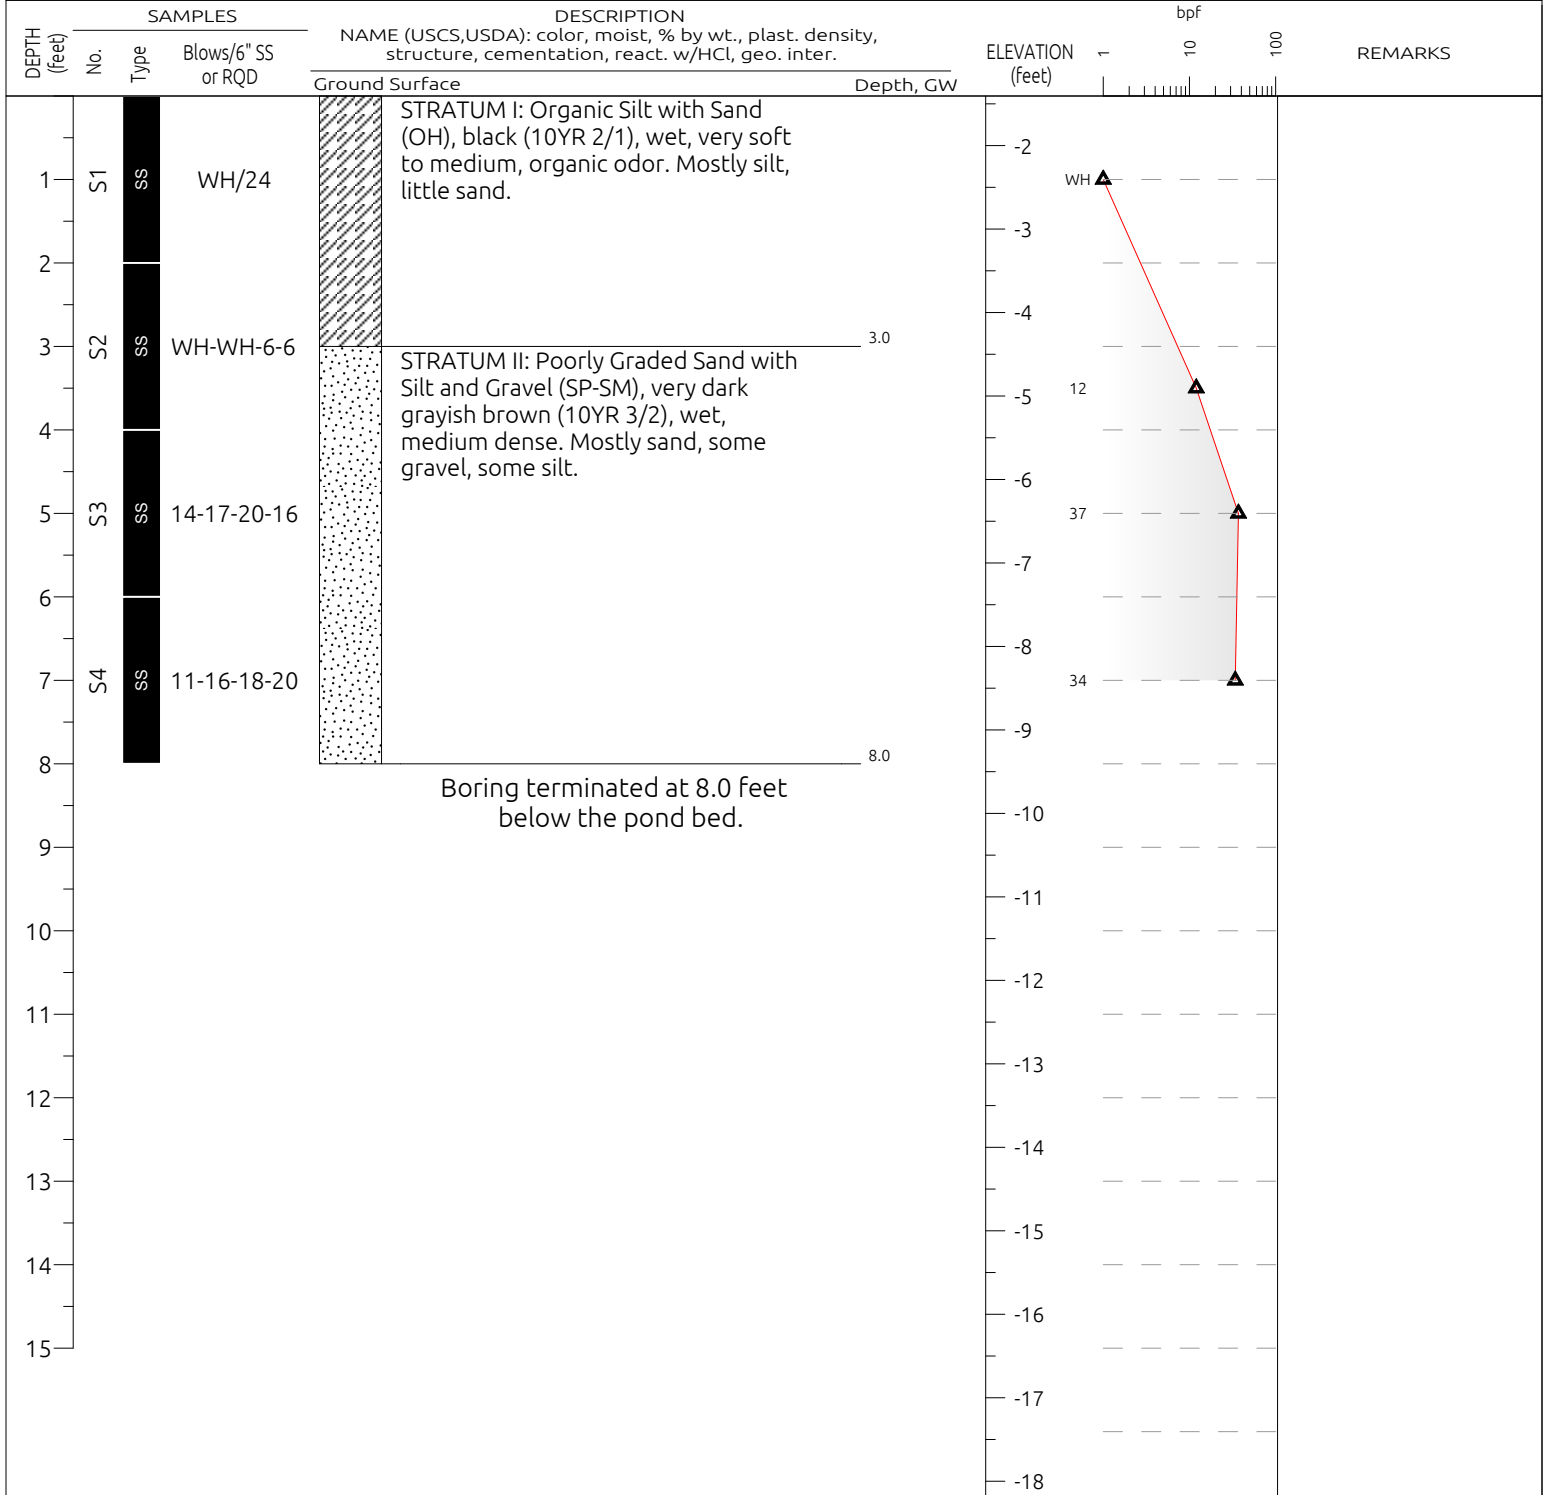 SAMPLES
DEPTH
(feet)
No.
Type
Blows/6" SS
or RQD
DESCRIPTION
NAME (USCS,USDA): color, moist, % by wt., plast. density,
structure, cementation, react. w/HCl, geo. inter.
Ground Surface
Depth, GW
ELEVATION
(feet)
bpf
1
10
100
REMARKS
STRATUM I: Organic Silt with Sand
(OH), black (10YR 2/1), wet, very soft
to medium, organic odor. Mostly silt,
little sand.
-2
1
S1
SS
WH/24
WH
-3
2
-4
3
S2
SS
WH-WH-6-6
3.0
STRATUM II: Poorly Graded Sand with
Silt and Gravel (SP-SM), very dark
grayish brown (10YR 3/2), wet,
medium dense. Mostly sand, some
gravel, some silt.
12
-5
4
-6
5
S3
SS
14-17-20-16
37
-7
6
-8
7
S4
SS
11-16-18-20
34
-9
8
8.0
Boring terminated at 8.0 feet
below the pond bed.
-10
9
-11
10
-12
11
-13
12
-14
13
-15
14
-16
15
-17
-18